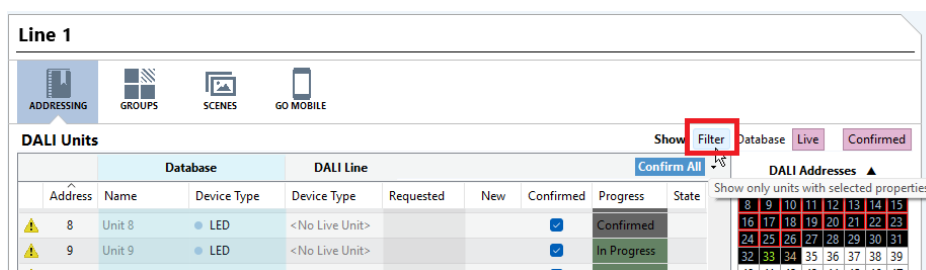 Line 1
ADDRESSING GROUPS SCENES GO MOBILE
DALI Units Show Filter Database Live Confirmed
Database DALI Line Confirm All DALI Addresses ▲
Address Name Device Type Device Type Requested New Confirmed Progress State
Show only units with selected properties
8 9 10 11 12 13 14 15
8 Unit 8 LED <No Live Unit> Confirmed
16 17 18 19 20 21 22 23
24 25 26 27 28 29 30 31
9 Unit 9 LED <No Live Unit> In Progress
32 33 34 35 36 37 38 39